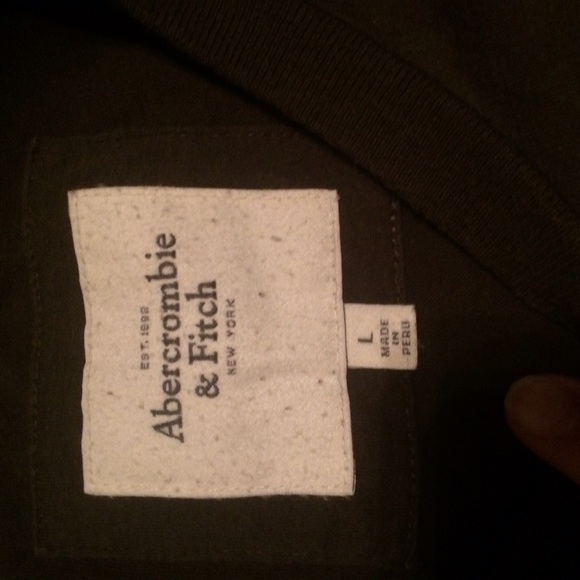 EST. 1892
Abercrombie
& Fitch
NEW YORK
L
MADE
IN
PERU